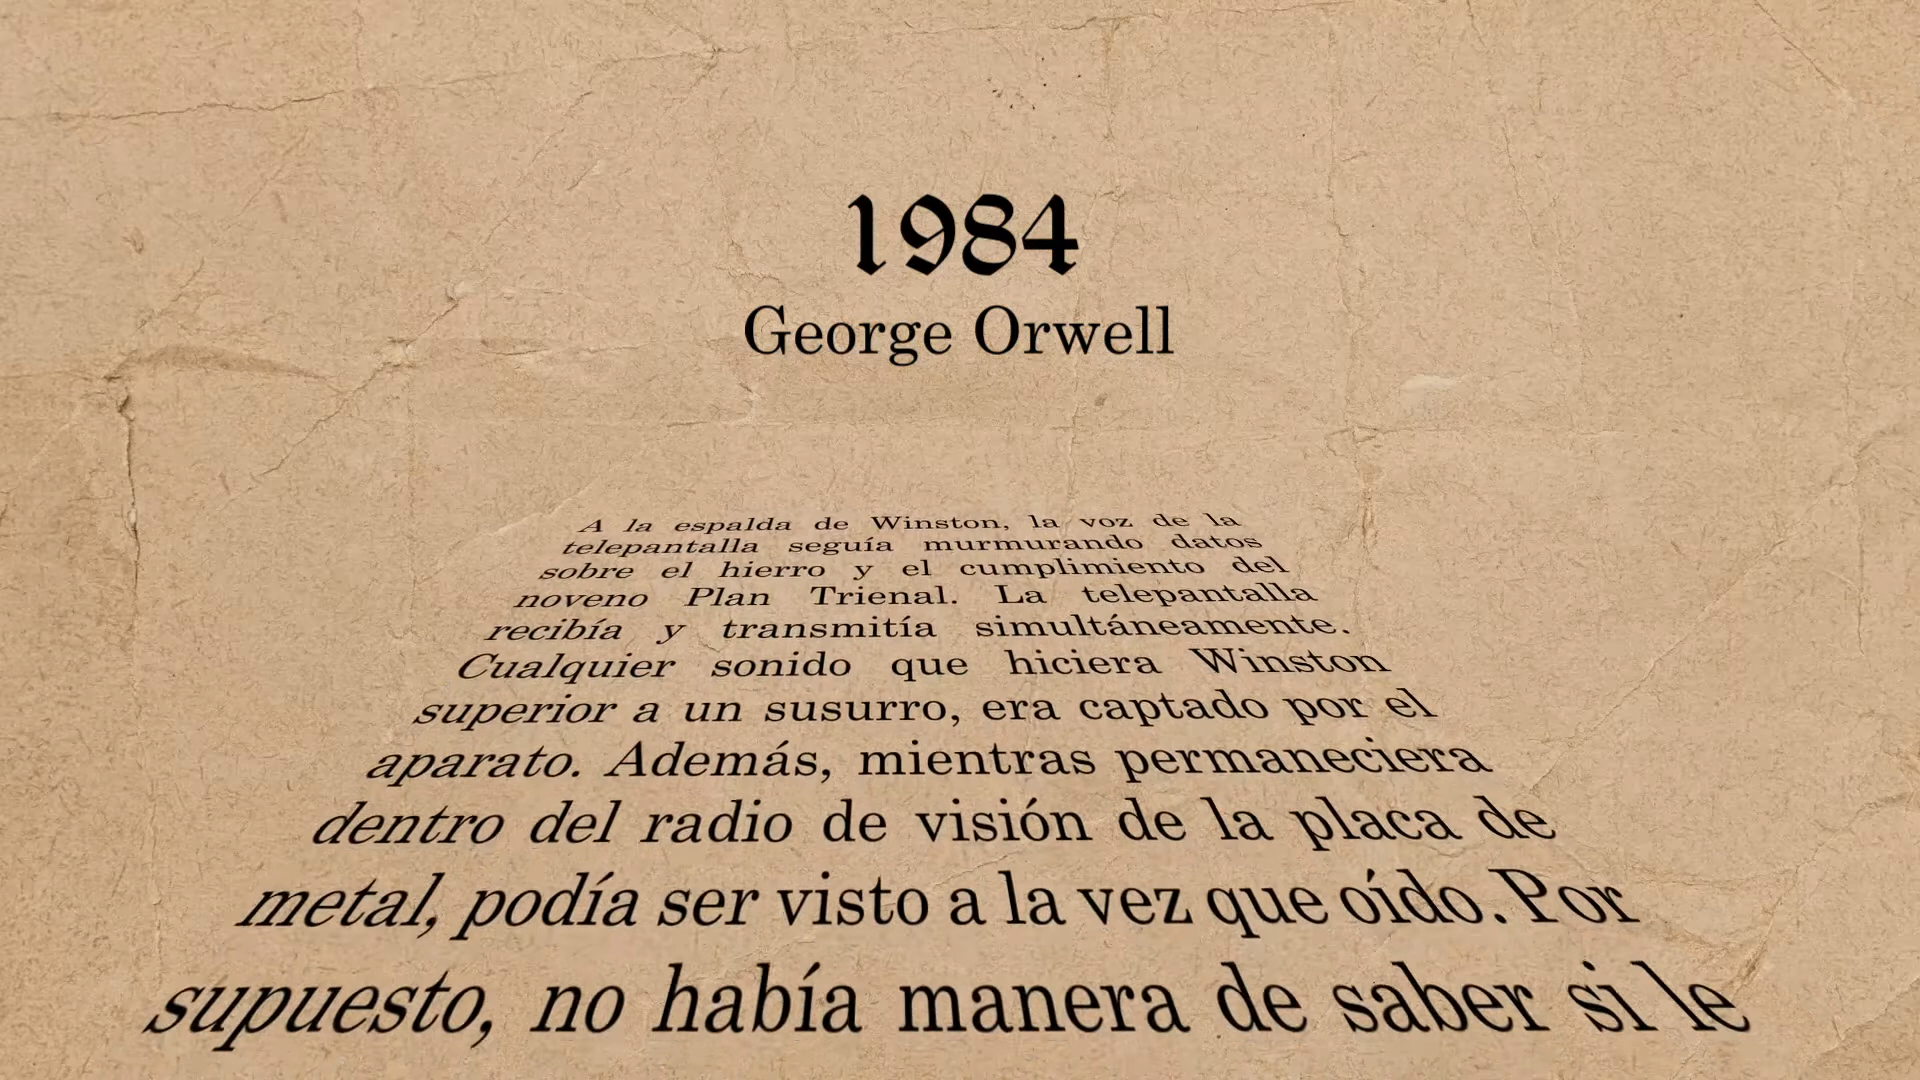 1984
George Orwell
A la espalda de Winston, la voz de la
telepantalla seguía murmurando datos
sobre el hierro y el cumplimiento del
noveno Plan Trienal. La telepantalla
recibía y transmitía simultáneamente.
Cualquier sonido que hiciera Winston
superior a un susurro, era captado por el
aparato. Además, mientras permaneciera
dentro del radio de visión de la placa de
metal, podía ser visto a la vez que oído. Por
supuesto, no había manera de saber si le